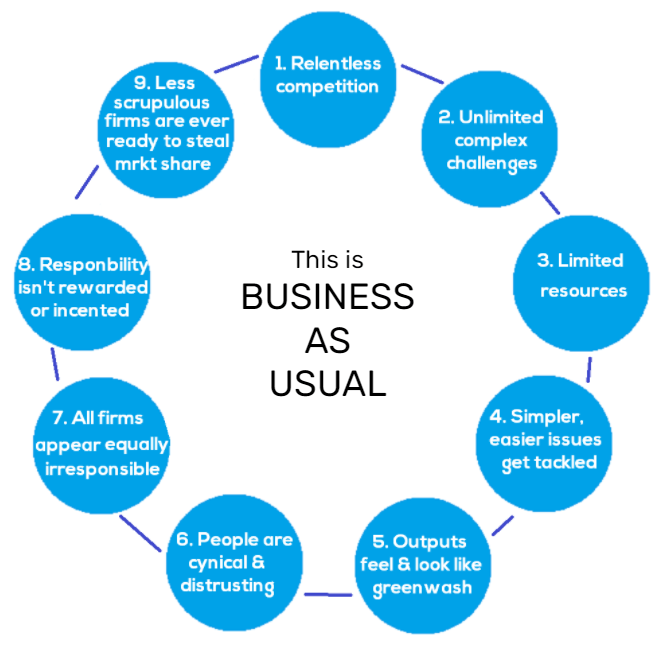 1. Relentless
competition
2. Unlimited
complex
challenges
3. Limited
resources
4. Simpler,
easier issues
get tackled
5. Outputs
feel & look like
greenwash
6. People are
cynical &
distrusting
7. All firms
appear equally
irresponsible
8. Responbility
isn't rewarded
or incented
9. Less
scrupulous
firms are ever
ready to steal
mrkt share
This is
BUSINESS
AS
USUAL